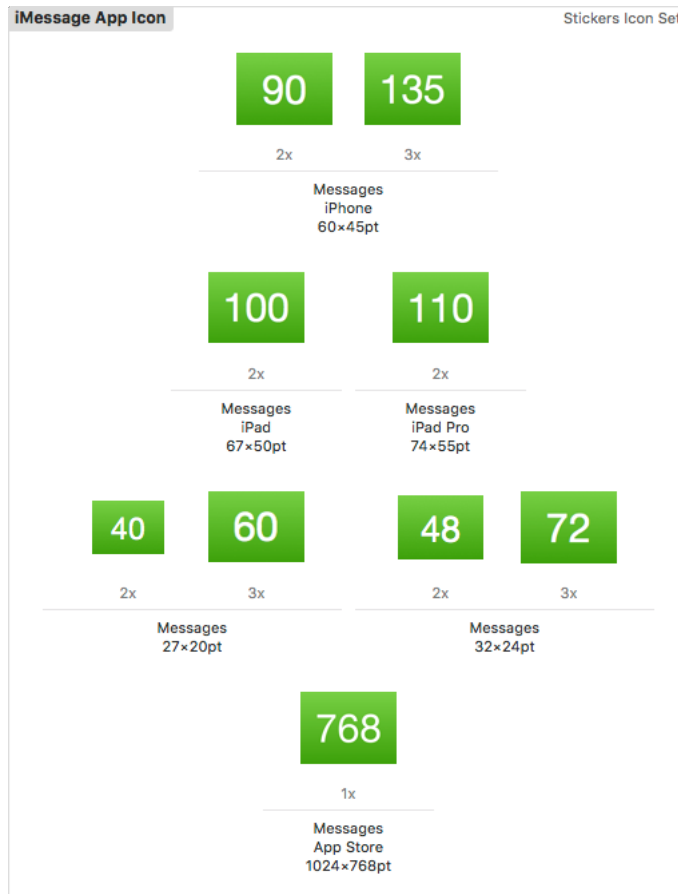 iMessage App Icon
Stickers Icon Set
90 135
2x 3x
Messages
iPhone
60×45pt
100 110
2x 2x
Messages Messages
iPad iPad Pro
67×50pt 74×55pt
40 60 48 72
2x 3x 2x 3x
Messages Messages
27×20pt 32×24pt
768
1x
Messages
App Store
1024×768pt